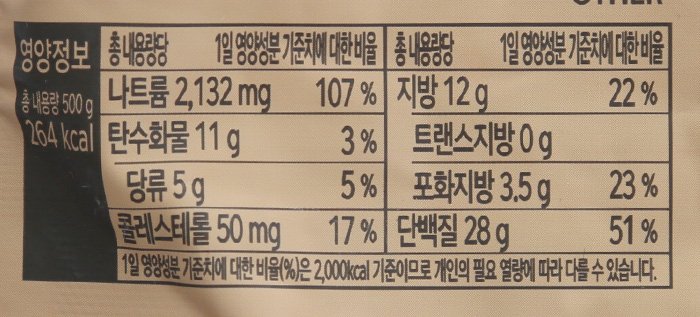 영양정보
총 내용량 500 g
264 kcal
총 내용량당 1일 영양성분 기준치에 대한 비율
나트륨 2,132 mg 107 %
탄수화물 11 g 3 %
당류 5 g 5 %
콜레스테롤 50 mg 17 %
총 내용량당 1일 영양성분 기준치에 대한 비율
지방 12 g 22 %
트랜스지방 0 g
포화지방 3.5 g 23 %
단백질 28 g 51 %
1일 영양성분 기준치에 대한 비율(%)은 2,000kcal 기준이므로 개인의 필요 열량에 따라 다를 수 있습니다.